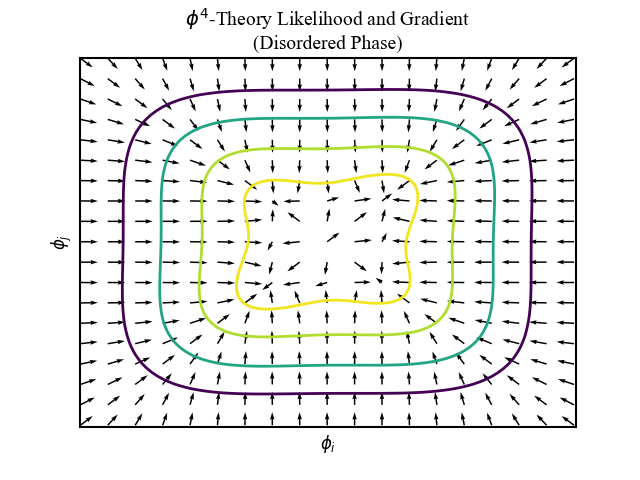 ϕ⁴-Theory Likelihood and Gradient
(Disordered Phase)
ϕⱼ
ϕᵢ